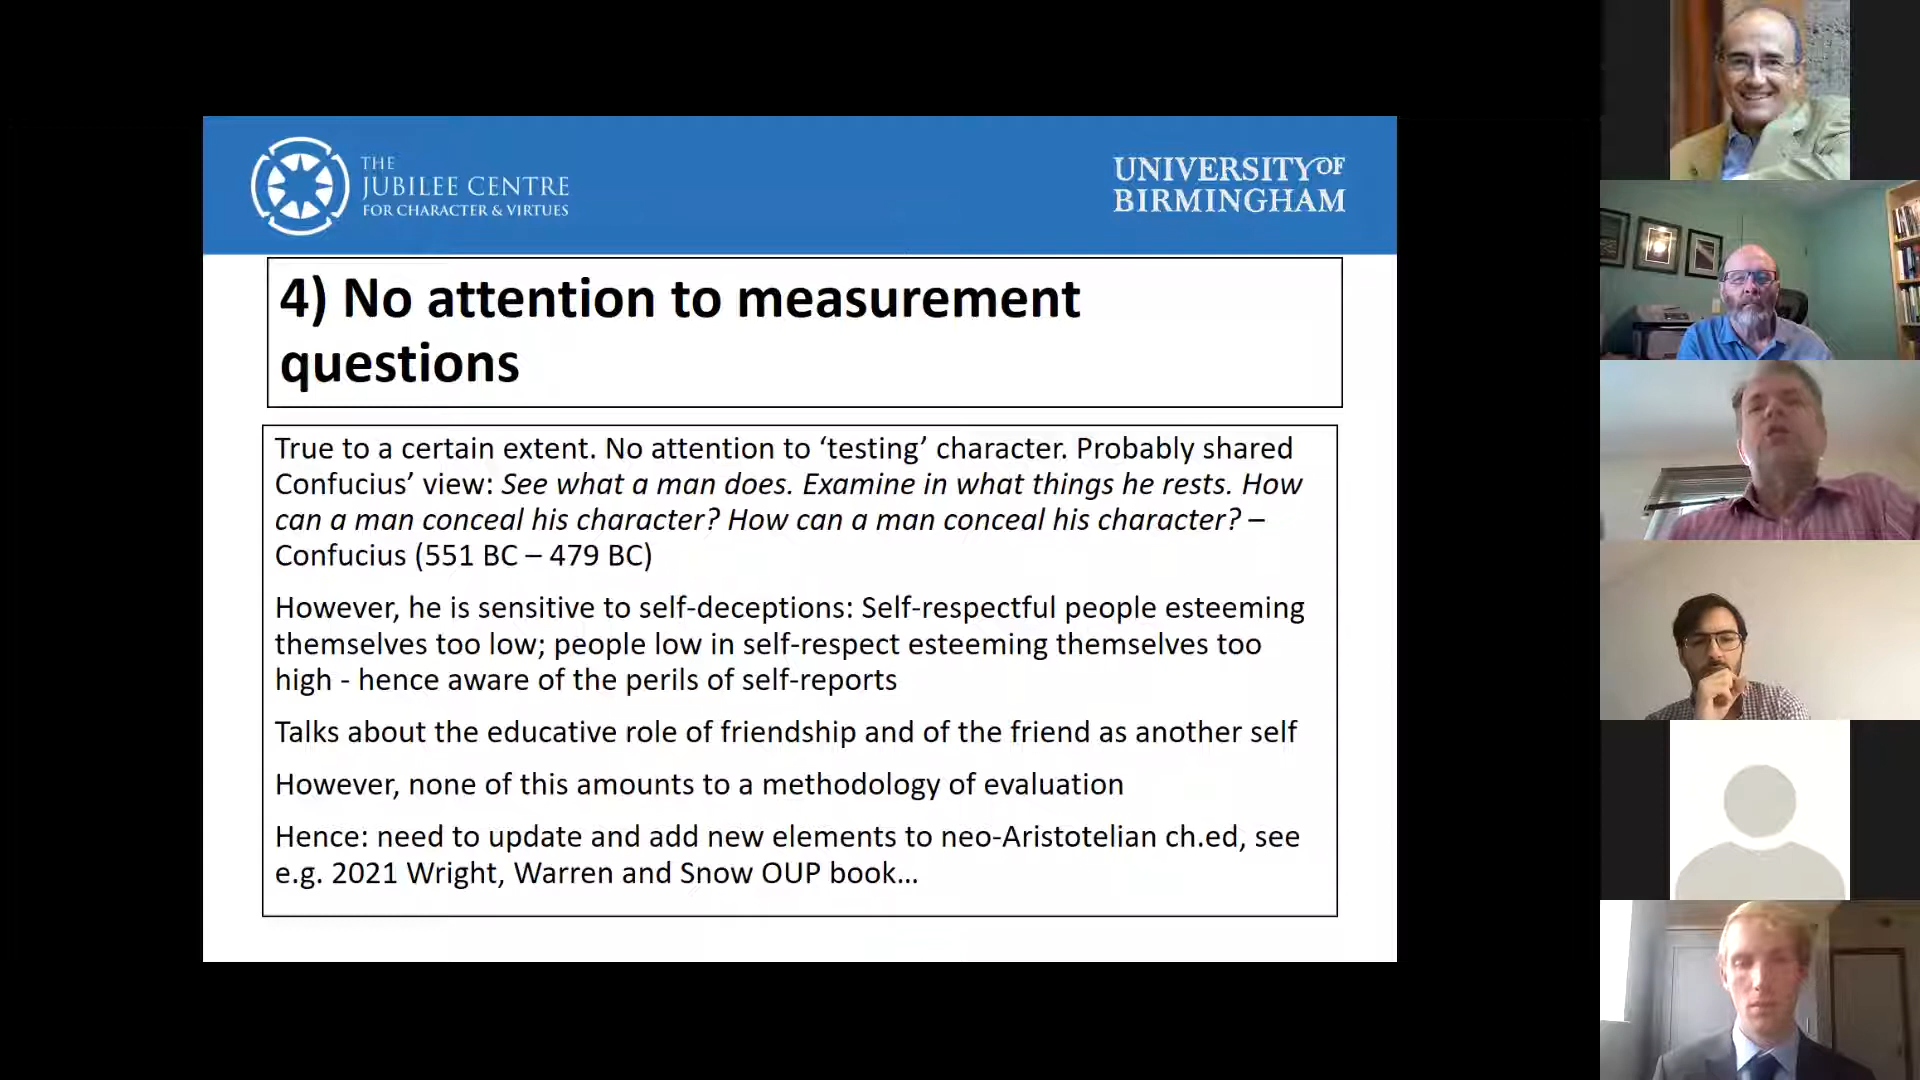 THE
JUBILEE CENTRE
FOR CHARACTER & VIRTUES
UNIVERSITY OF
BIRMINGHAM
4) No attention to measurement
questions
True to a certain extent. No attention to ‘testing’ character. Probably shared
Confucius’ view: See what a man does. Examine in what things he rests. How
can a man conceal his character? How can a man conceal his character? –
Confucius (551 BC – 479 BC)
However, he is sensitive to self-deceptions: Self-respectful people esteeming
themselves too low; people low in self-respect esteeming themselves too
high - hence aware of the perils of self-reports
Talks about the educative role of friendship and of the friend as another self
However, none of this amounts to a methodology of evaluation
Hence: need to update and add new elements to neo-Aristotelian ch.ed, see
e.g. 2021 Wright, Warren and Snow OUP book…